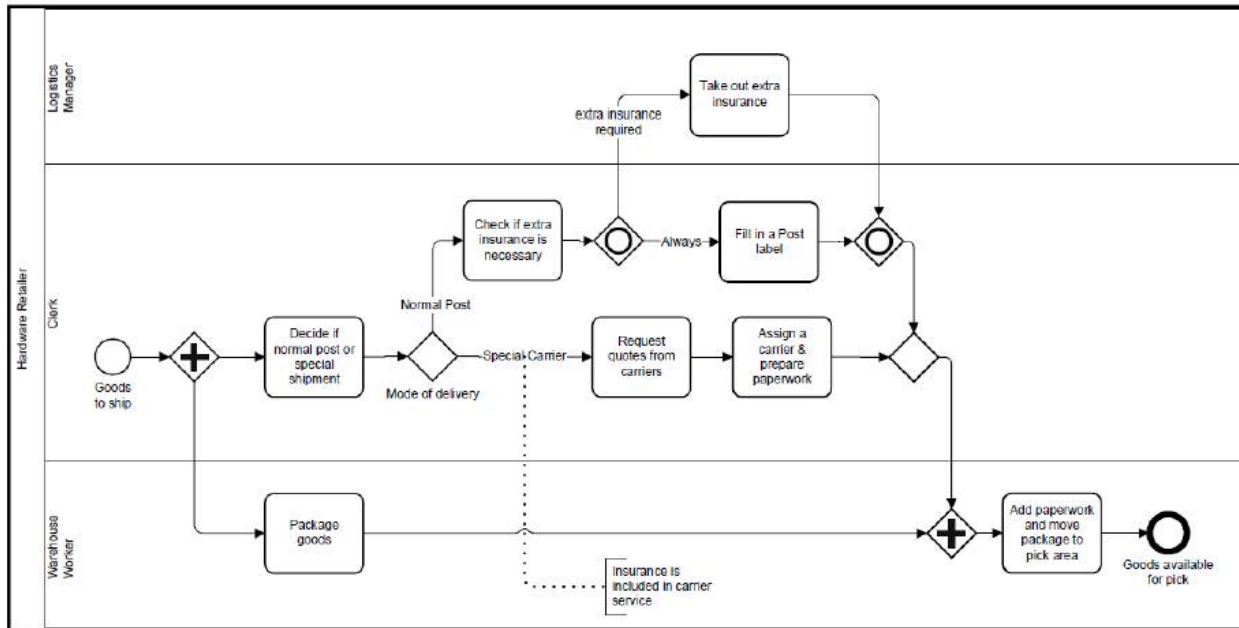 Hardware Retailer
Logistics
Manager
Take out extra
insurance
extra insurance
required
Clerk
Check if extra
insurance is
necessary
Always
Fill in a Post
label
Normal Post
Goods
to ship
Decide if
normal post or
special
shipment
Mode of delivery
Special Carrier
Request
quotes from
carriers
Assign a
carrier &
prepare
paperwork
Warehouse
Worker
Package
goods
Insurance is
included in carrier
service
Add paperwork
and move
package to
pick area
Goods available
for pick